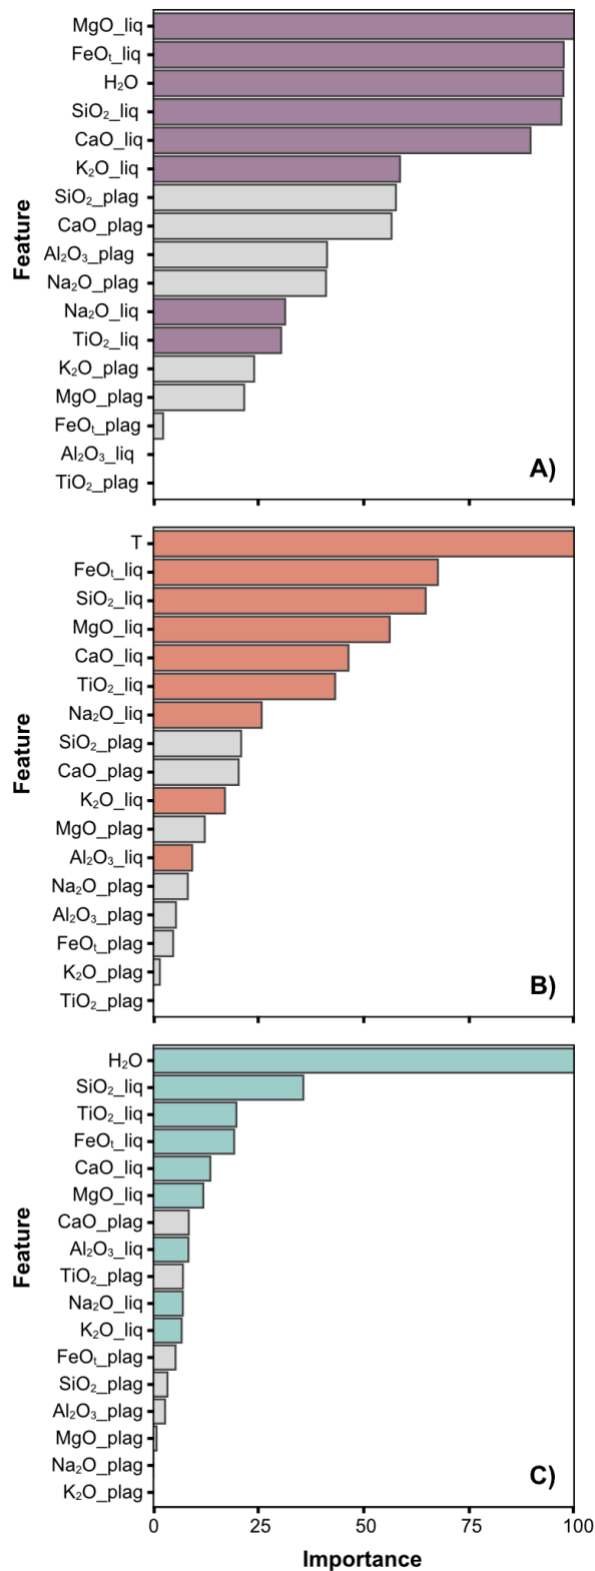 Feature
MgO_liq
FeOₜ_liq
H₂O
SiO₂_liq
CaO_liq
K₂O_liq
SiO₂_plag
CaO_plag
Al₂O₃_plag
Na₂O_plag
Na₂O_liq
TiO₂_liq
K₂O_plag
MgO_plag
FeOₜ_plag
Al₂O₃_liq
TiO₂_plag
A)
Feature
T
FeOₜ_liq
SiO₂_liq
MgO_liq
CaO_liq
TiO₂_liq
Na₂O_liq
SiO₂_plag
CaO_plag
K₂O_liq
MgO_plag
Al₂O₃_liq
Na₂O_plag
Al₂O₃_plag
FeOₜ_plag
K₂O_plag
TiO₂_plag
B)
Feature
H₂O
SiO₂_liq
TiO₂_liq
FeOₜ_liq
CaO_liq
MgO_liq
CaO_plag
Al₂O₃_liq
TiO₂_plag
Na₂O_liq
K₂O_liq
FeOₜ_plag
SiO₂_plag
Al₂O₃_plag
MgO_plag
Na₂O_plag
K₂O_plag
C)
0 25 50 75 100
Importance